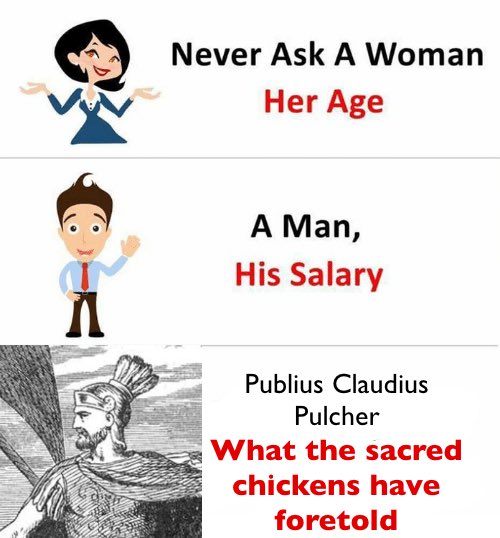 Never Ask A Woman
Her Age
A Man,
His Salary
Publius Claudius
Pulcher
What the sacred
chickens have
foretold